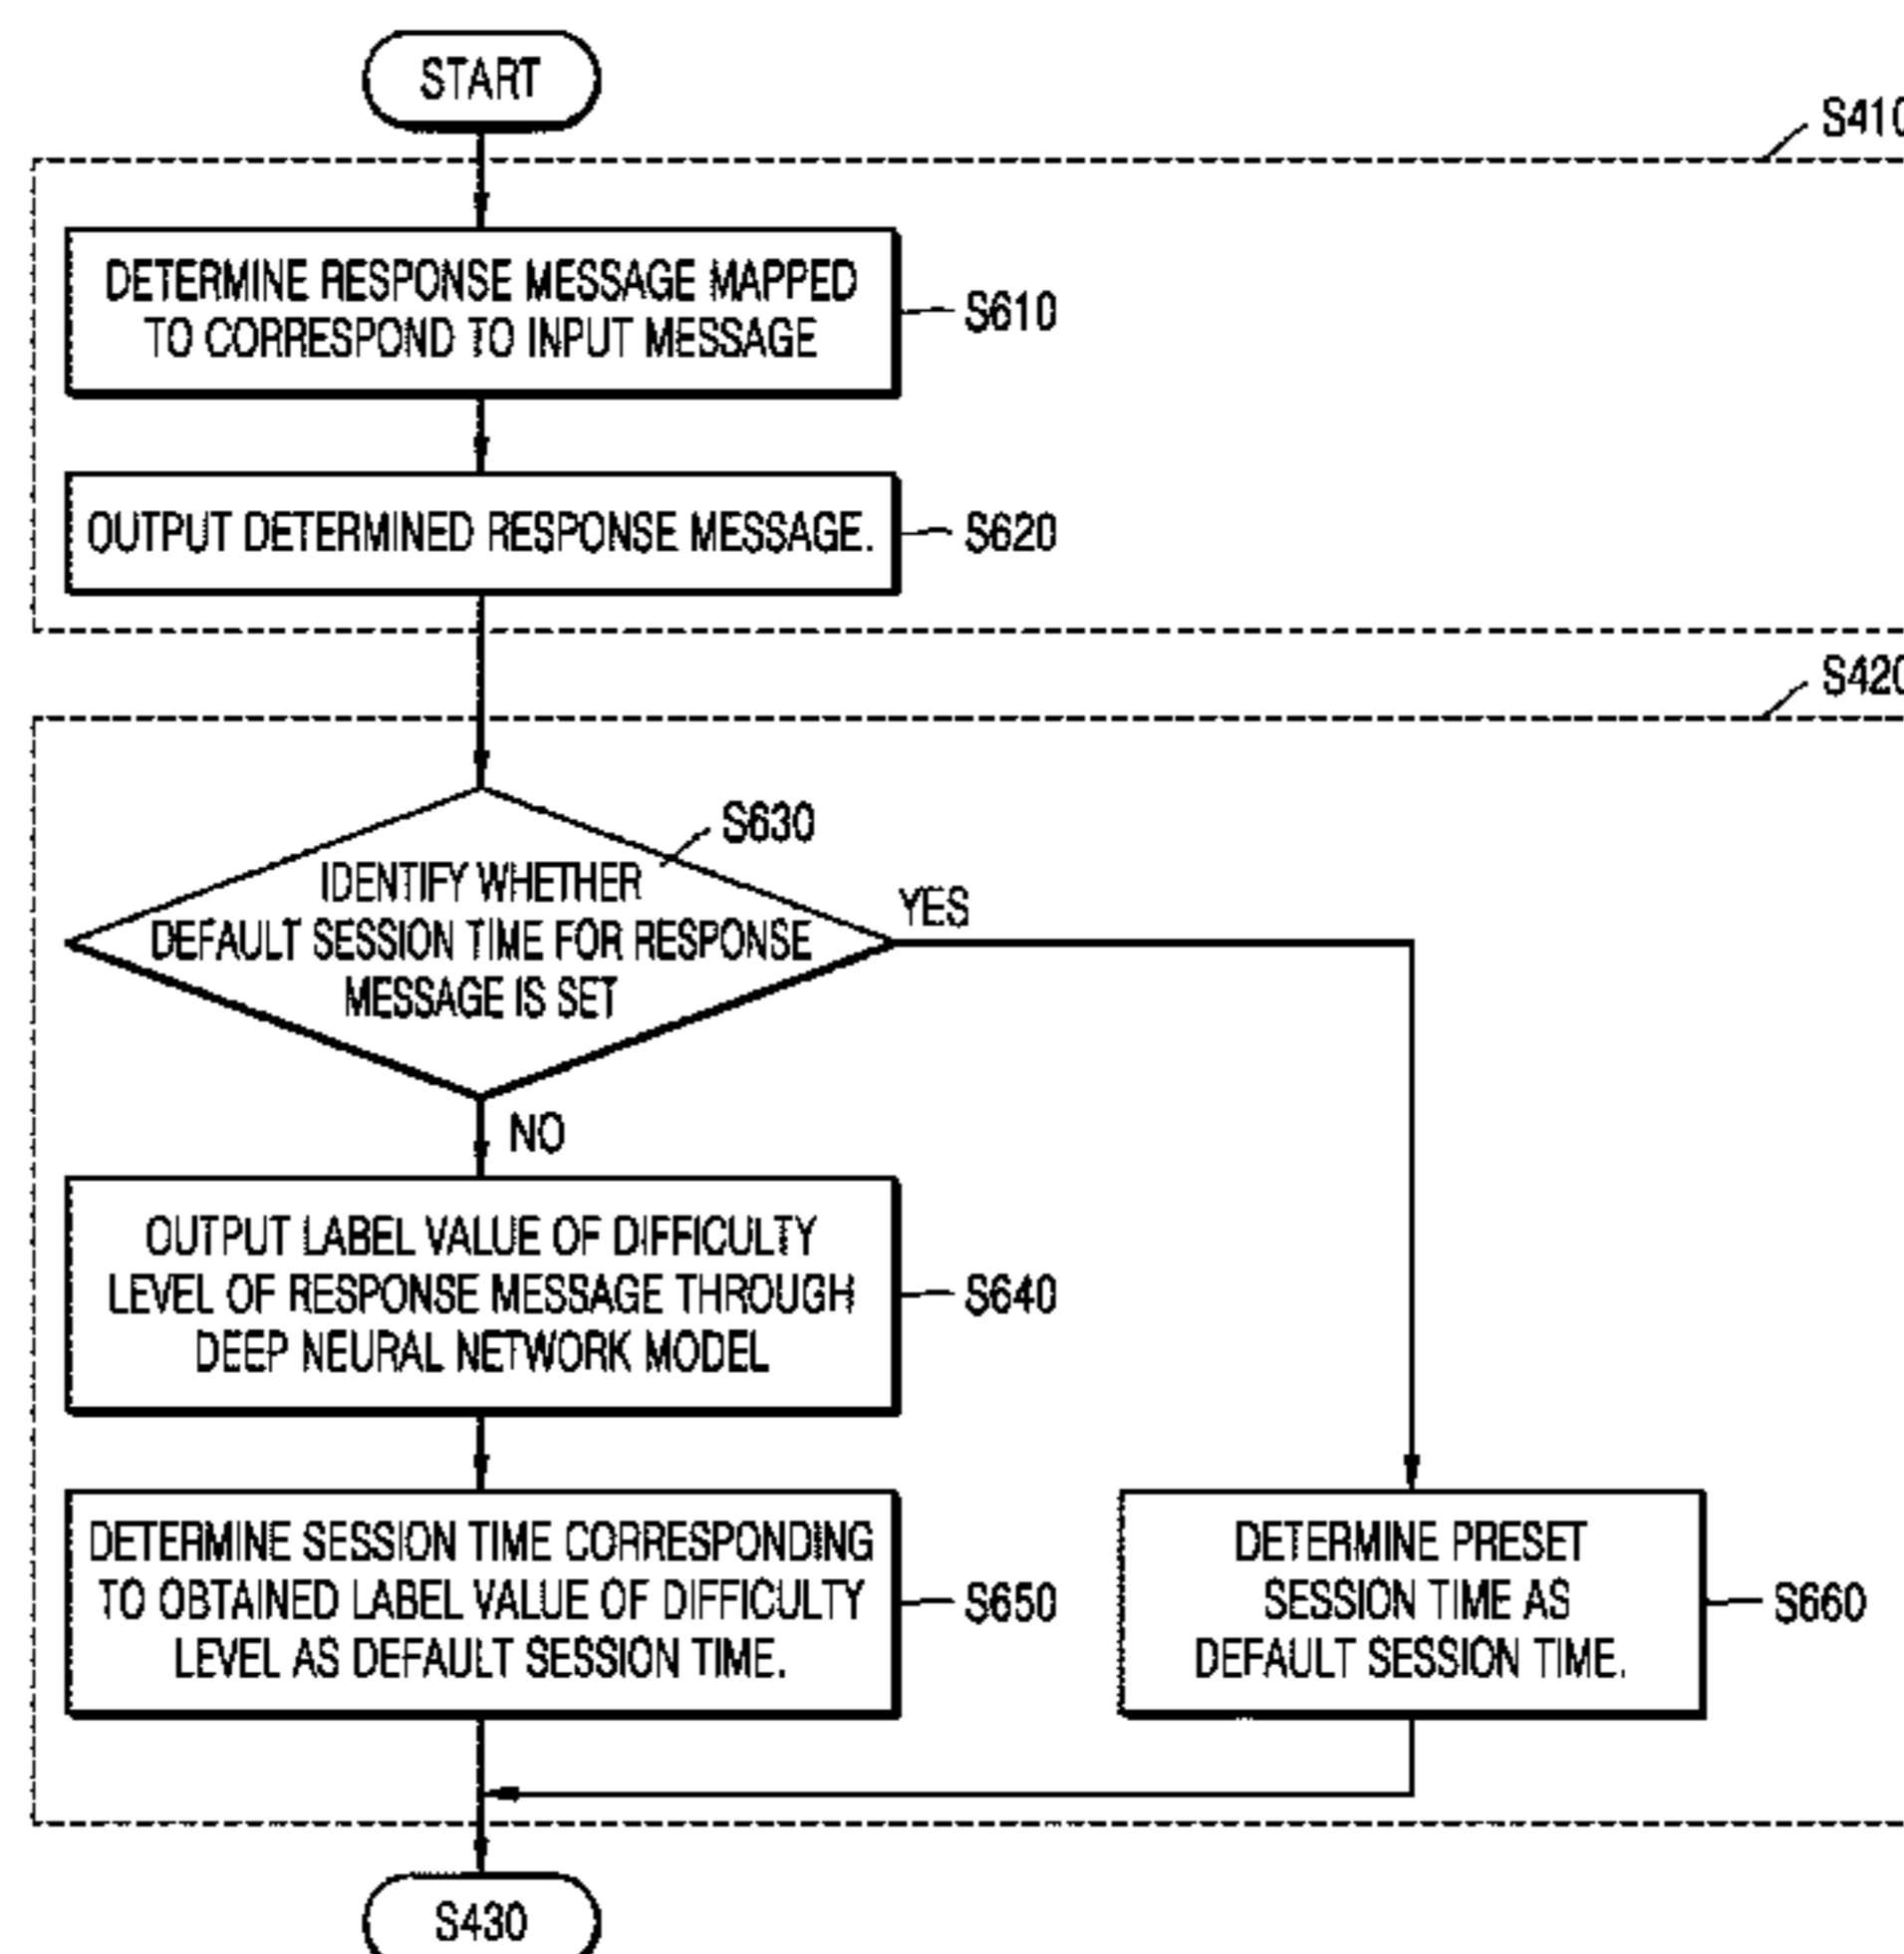 START
S410
DETERMINE RESPONSE MESSAGE MAPPED
TO CORRESPOND TO INPUT MESSAGE
S610
OUTPUT DETERMINED RESPONSE MESSAGE.
S620
S420
S630
IDENTIFY WHETHER
DEFAULT SESSION TIME FOR RESPONSE
MESSAGE IS SET
YES
NO
OUTPUT LABEL VALUE OF DIFFICULTY
LEVEL OF RESPONSE MESSAGE THROUGH
DEEP NEURAL NETWORK MODEL
S640
DETERMINE SESSION TIME CORRESPONDING
TO OBTAINED LABEL VALUE OF DIFFICULTY
LEVEL AS DEFAULT SESSION TIME.
S650
DETERMINE PRESET
SESSION TIME AS
DEFAULT SESSION TIME.
S660
S430